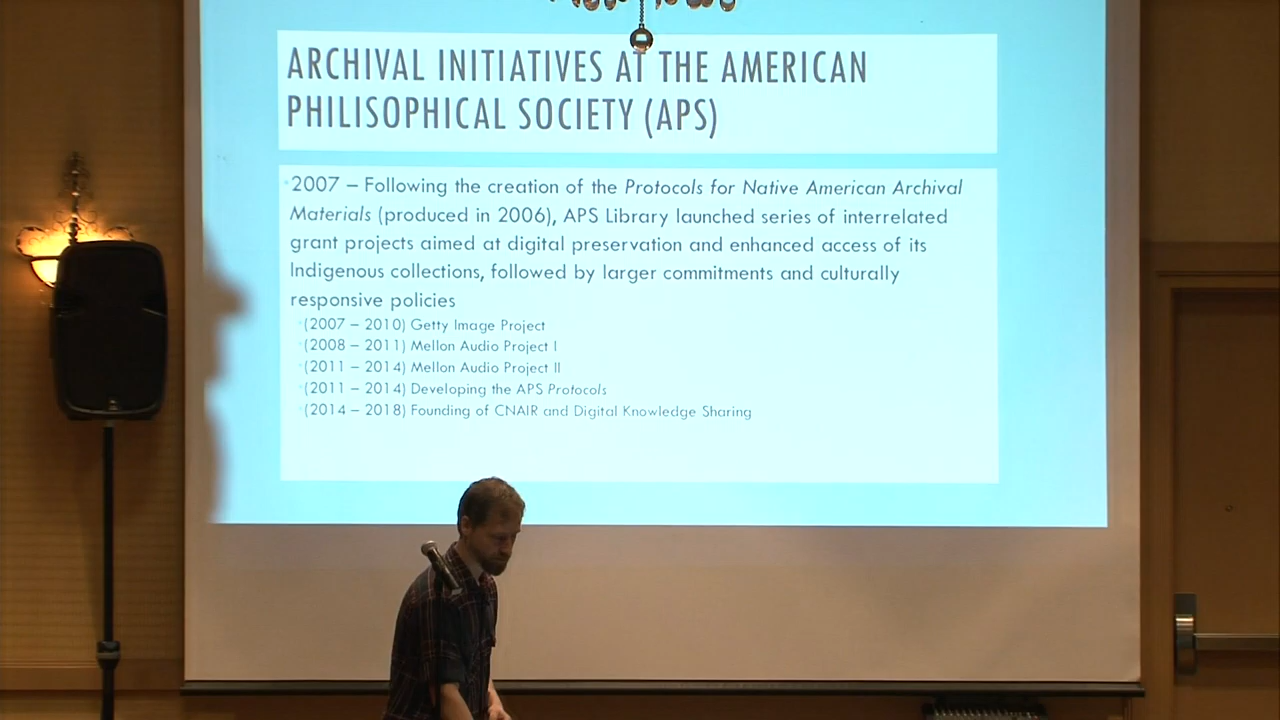 ARCHIVAL INITIATIVES AT THE AMERICAN
PHILISOPHICAL SOCIETY (APS)
2007 – Following the creation of the Protocols for Native American Archival
Materials (produced in 2006), APS Library launched series of interrelated
grant projects aimed at digital preservation and enhanced access of its
Indigenous collections, followed by larger commitments and culturally
responsive policies
(2007 – 2010) Getty Image Project
(2008 – 2011) Mellon Audio Project I
(2011 – 2014) Mellon Audio Project II
(2011 – 2014) Developing the APS Protocols
(2014 – 2018) Founding of CNAIR and Digital Knowledge Sharing